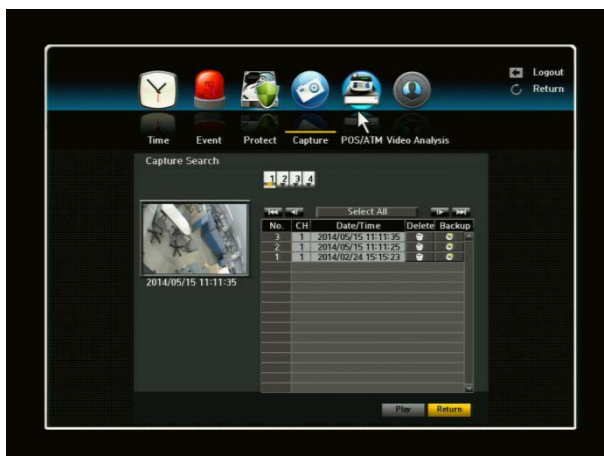 Logout
Return
Time Event Protect Capture POS/ATM Video Analysis
Capture Search
1 2 3 4
Select All
No. CH Date/Time Delete Backup
3 1 2014/05/15 11:11:35
2 1 2014/05/15 11:11:25
1 1 2014/02/24 15:15:23
2014/05/15 11:11:35
Play Return